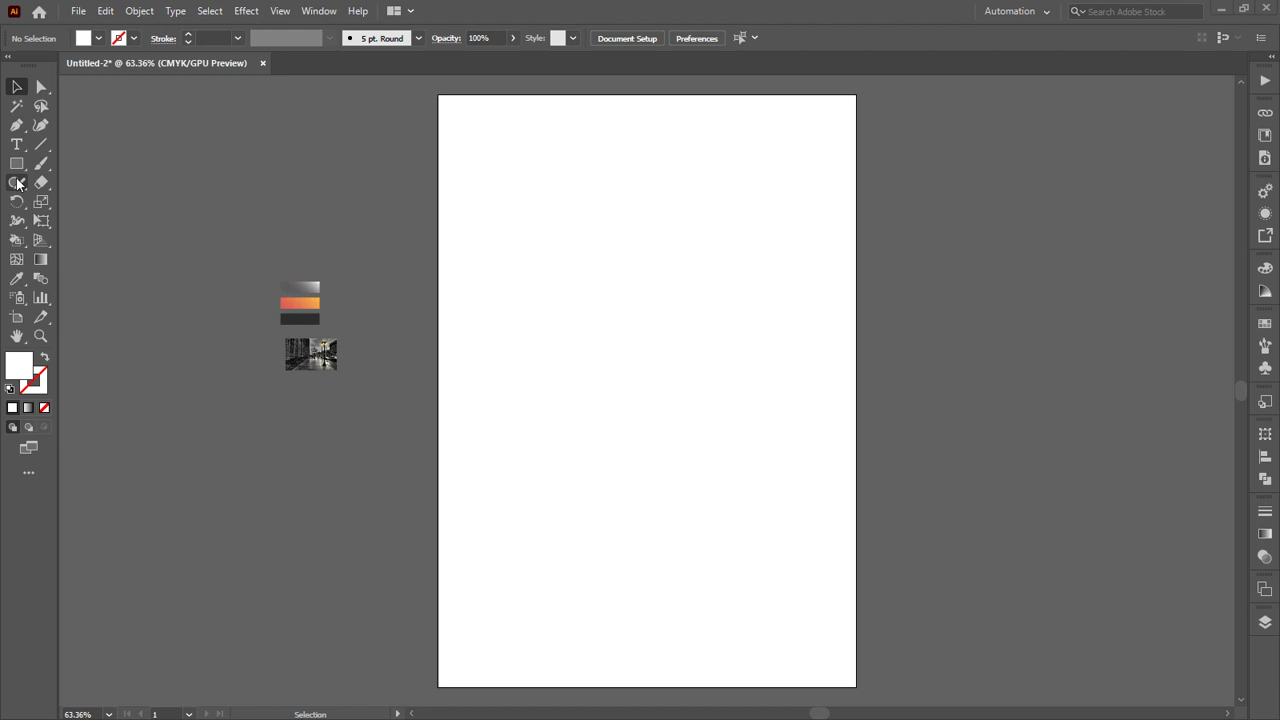 Ai File Edit Object Type Select Effect View Window Help Automation Search Adobe Stock
No Selection Stroke: 5 pt. Round Opacity: 100% Style: Document Setup Preferences
Untitled-2* @ 63.36% (CMYK/GPU Preview)
63.36% 1 Selection